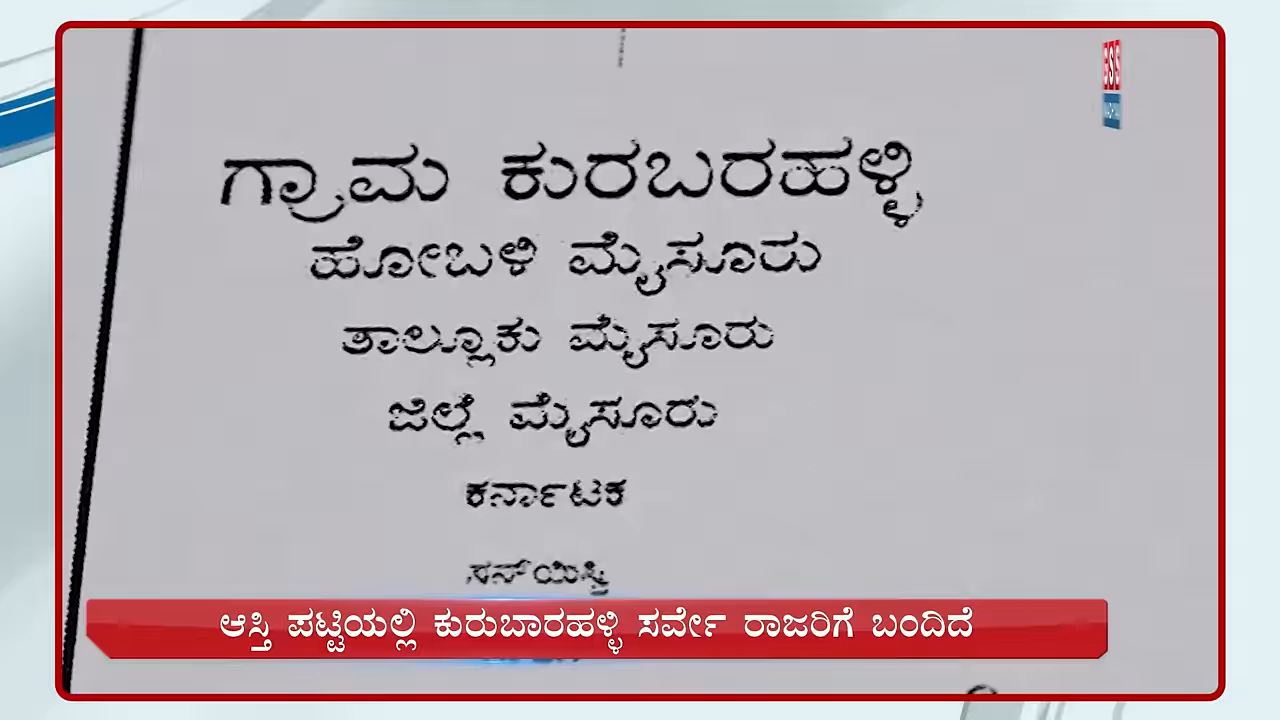 ಗ್ರಾಮ ಕುರಬರಹಳ್ಳಿ
ಹೋಬಳಿ ಮೈಸೂರು
ತಾಲ್ಲೂಕು ಮೈಸೂರು
ಜಿಲ್ಲೆ ಮೈಸೂರು
ಕರ್ನಾಟಕ
ಆಸ್ತಿ ಪಟ್ಟಿಯಲ್ಲಿ ಕುರುಬಾರಹಳ್ಳಿ ಸರ್ವೇ ರಾಜರಿಗೆ ಬಂದಿದೆ